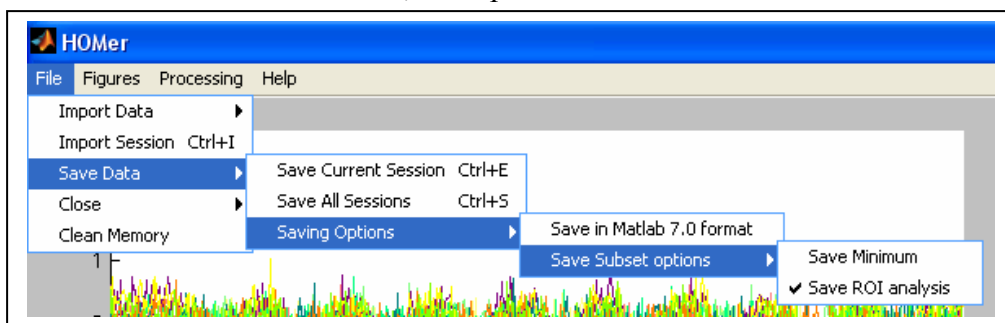 HOMer
File Figures Processing Help
Import Data
Import Session Ctrl+I
Save Data
Close
Clean Memory
Save Current Session Ctrl+E
Save All Sessions Ctrl+S
Saving Options
Save in Matlab 7.0 format
Save Subset options
Save Minimum
✔ Save ROI analysis
1